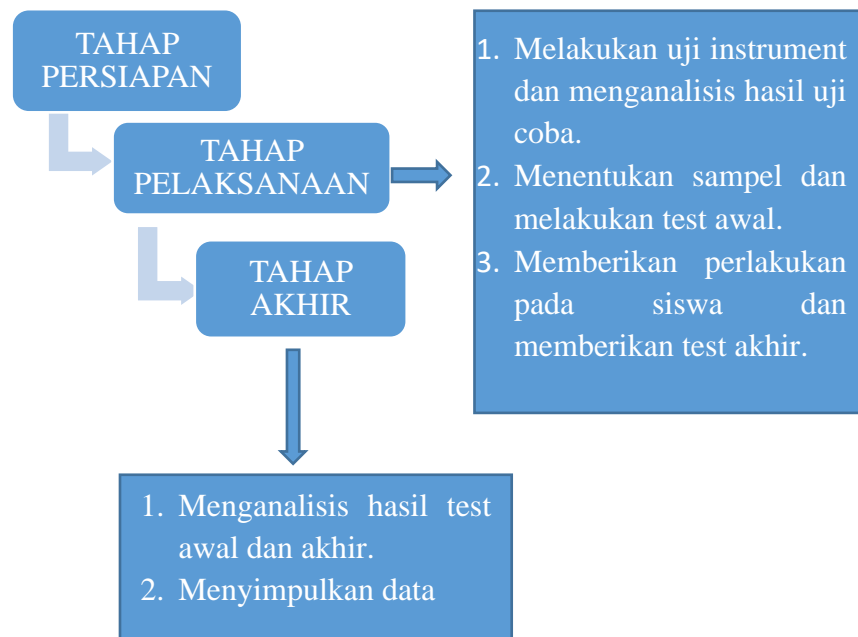 TAHAP
PERSIAPAN
TAHAP
PELAKSANAAN
TAHAP
AKHIR
1. Melakukan uji instrument
dan menganalisis hasil uji
coba.
2. Menentukan sampel dan
melakukan test awal.
3. Memberikan perlakukan
pada siswa dan
memberikan test akhir.
1. Menganalisis hasil test
awal dan akhir.
2. Menyimpulkan data